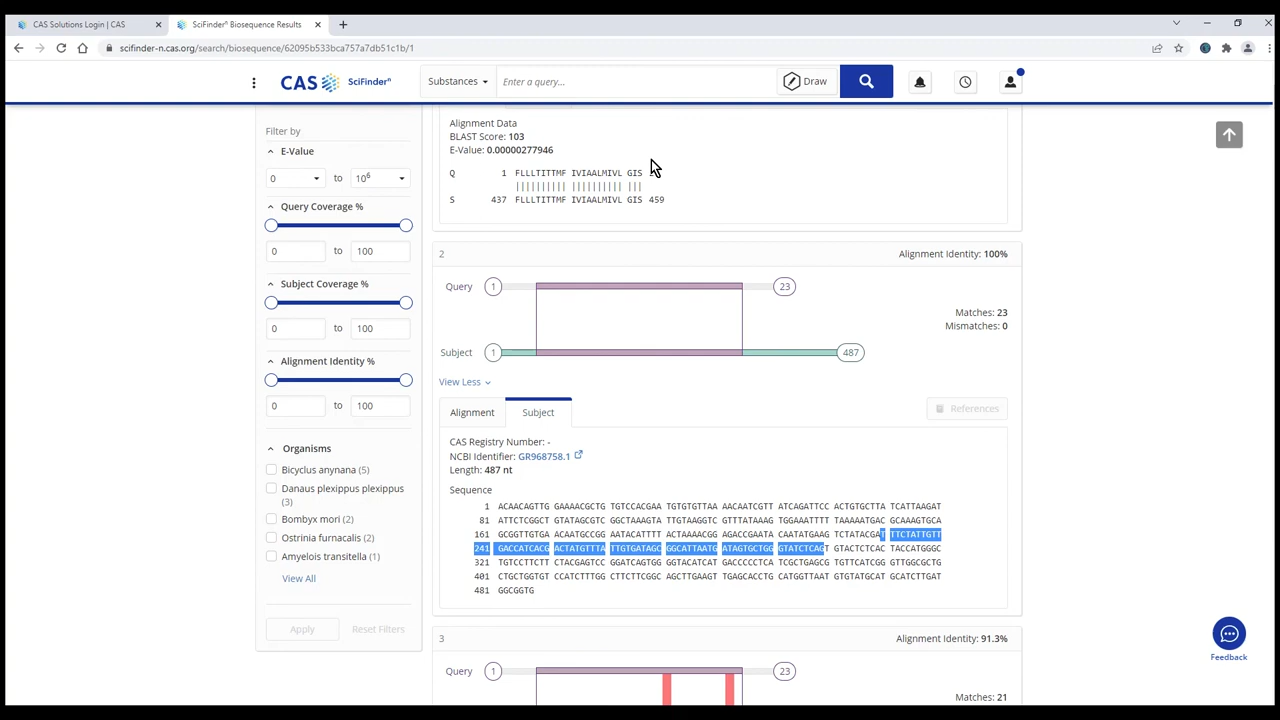 CAS Solutions Login | CAS
SciFinder® Biosequence Results
scifinder-n.cas.org/search/biosequence/62095b533bca757a7db51c1b/1
CAS SciFinderⁿ
Substances
Enter a query...
Draw
Filter by
E-Value
0 to 10⁶
Query Coverage %
0 to 100
Subject Coverage %
0 to 100
Alignment Identity %
0 to 100
Organisms
Bicyclus anynana (5)
Danaus plexippus plexippus
(3)
Bombyx mori (2)
Ostrinia furnacalis (2)
Amyelois transitella (1)
View All
Apply Reset Filters
Alignment Data
BLAST Score: 103
E-Value: 0.00000277946
Q 1 FLLLTITTMF IVIAALMIVL GIS
|||||||||| |||||||||| |||
S 437 FLLLTITTMF IVIAALMIVL GIS 459
2 Alignment Identity: 100%
Query 1 23
Matches: 23
Mismatches: 0
Subject 1 487
View Less
Alignment Subject
References
CAS Registry Number: -
NCBI Identifier: GR968758.1
Length: 487 nt
Sequence
1 ACAACAGTTG GAAAACGCTG TGTCCACGAA TGTGTGTTAA AACAATCGTT ATCAGATTCC ACTGTGCTTA TCATTAAGAT
81 ATTCTCGGCT GTATAGCGTC GGCTAAAGTA TTGTAAGGTC GTTTATAAAG TGGAAATTTT TAAAAATGAC GCAAAGTGCA
161 GCGGTTGTGA ACAATGCCGG AATACATTTT ACTAAAACGG AGACCGAATA CAATATGAAG TCTATACGAT TTCTATTGTT
241 GACCATCACG ACTATGTTTA TTGTGATAGC GGCATTAATG ATAGTGCTGG GTATCTCAGT TGTACTCTCAC TACCATGGGC
321 TGTCCTTCTT CTACGAGTCC GGATCAGTGG GGTACATCAT GACCCCCTCA TCGCTGAGCG TGTTCATCGG GGTTGGCGCTG
401 CTGCTGGTGT CCATCTTTGG CTTCTTCGGC AGCTTGAAGT TGAGCACCTG CATGGTTAAT GTGTATGCAT GCATCTTGAT
481 GGCGGTG
3 Alignment Identity: 91.3%
Query 1 23
Matches: 21
Feedback